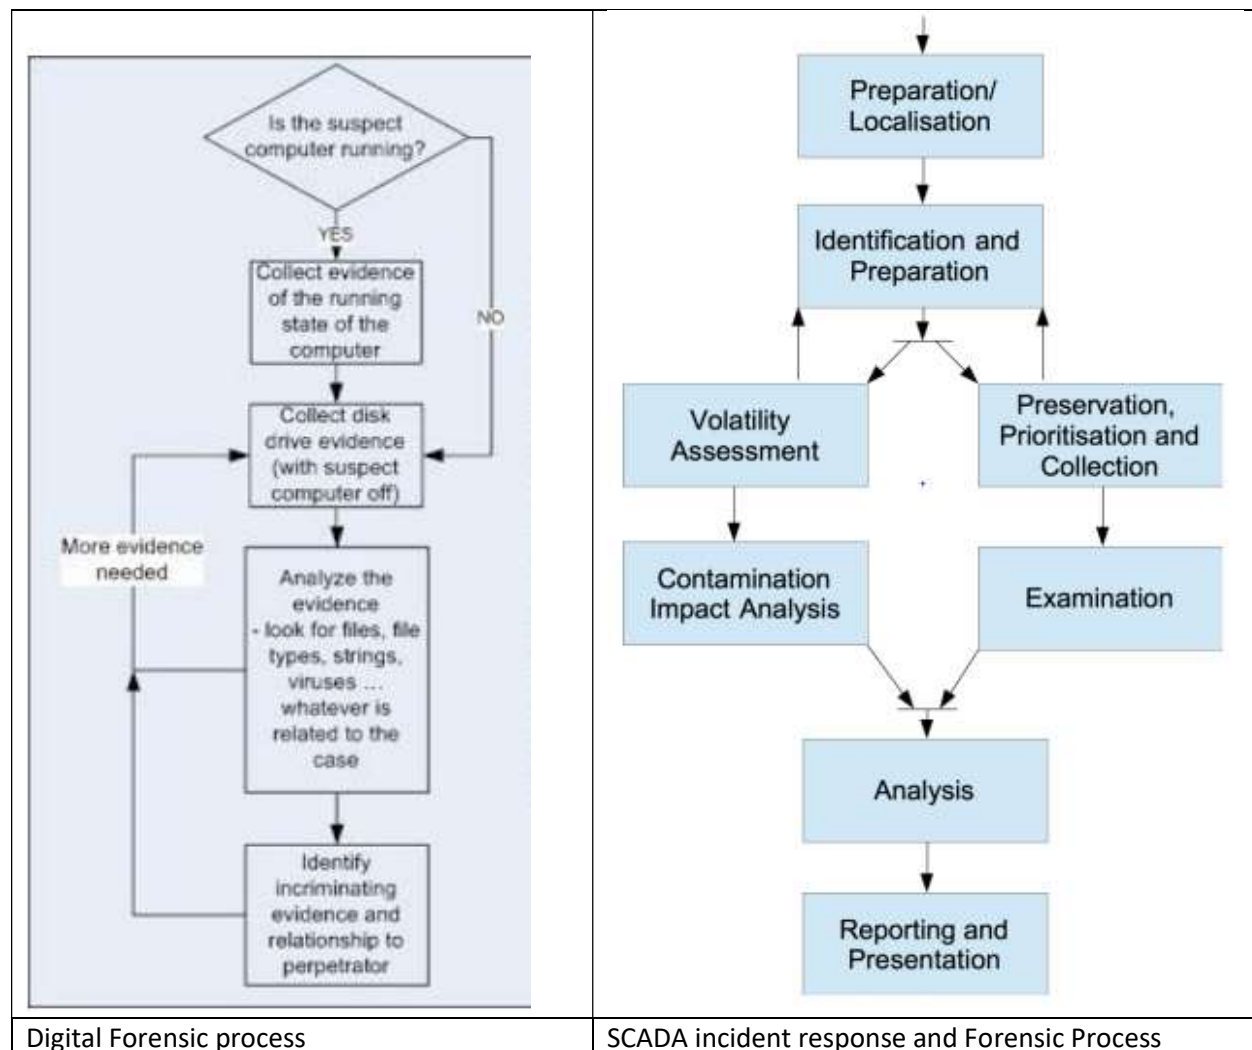 Is the suspect
computer running?
YES
Collect evidence
of the running
state of the
computer
NO
Collect disk
drive evidence
(with suspect
computer off)
More evidence
needed
Analyze the
evidence
- look for files, file
types, strings,
viruses ...
whatever is
related to the
case
Identify
incriminating
evidence and
relationship to
perpetrator
Digital Forensic process
Preparation/
Localisation
Identification and
Preparation
Volatility
Assessment
Preservation,
Prioritisation and
Collection
Contamination
Impact Analysis
Examination
Analysis
Reporting and
Presentation
SCADA incident response and Forensic Process